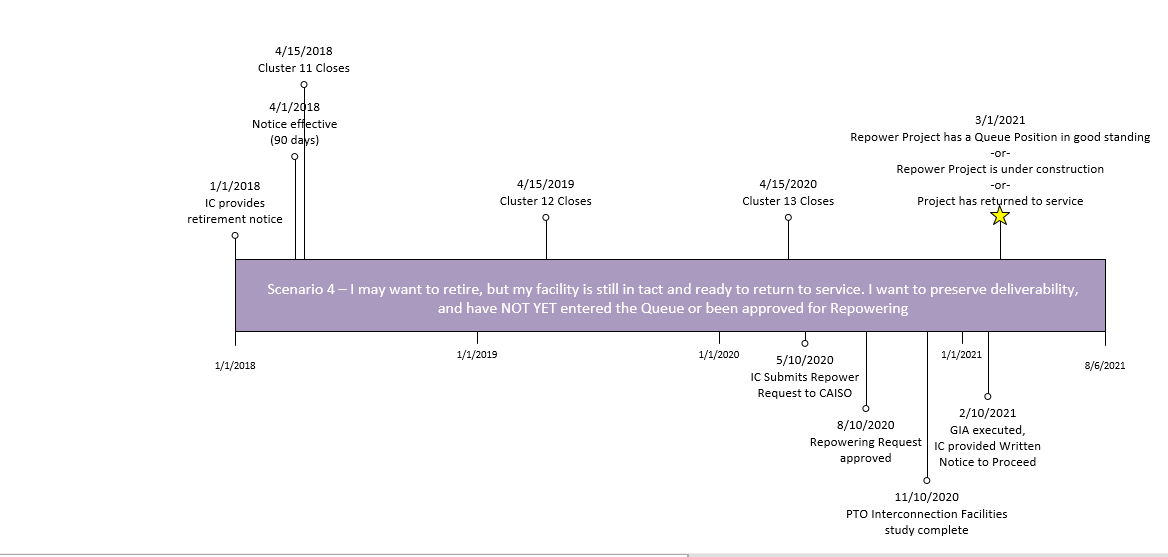 4/15/2018
Cluster 11 Closes
4/1/2018
Notice effective
(90 days)
1/1/2018
IC provides
retirement notice
4/15/2019
Cluster 12 Closes
4/15/2020
Cluster 13 Closes
3/1/2021
Repower Project has a Queue Position in good standing
-or-
Repower Project is under construction
-or-
Project has returned to service
Scenario 4 – I may want to retire, but my facility is still in tact and ready to return to service. I want to preserve deliverability,
and have NOT YET entered the Queue or been approved for Repowering
1/1/2018
1/1/2019
1/1/2020
1/1/2021
8/6/2021
5/10/2020
IC Submits Repower
Request to CAISO
8/10/2020
Repowering Request
approved
11/10/2020
PTO Interconnection Facilities
study complete
2/10/2021
GIA executed,
IC provided Written
Notice to Proceed